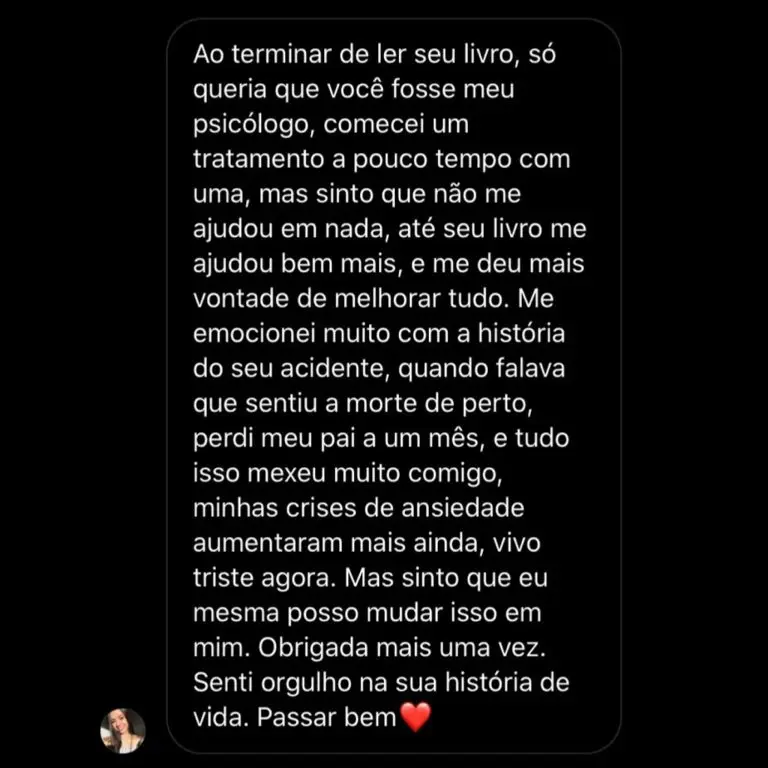 Ao terminar de ler seu livro, só
queria que você fosse meu
psicólogo, comecei um
tratamento a pouco tempo com
uma, mas sinto que não me
ajudou em nada, até seu livro me
ajudou bem mais, e me deu mais
vontade de melhorar tudo. Me
emocionei muito com a história
do seu acidente, quando falava
que sentiu a morte de perto,
perdi meu pai a um mês, e tudo
isso mexeu muito comigo,
minhas crises de ansiedade
aumentaram mais ainda, vivo
triste agora. Mas sinto que eu
mesma posso mudar isso em
mim. Obrigada mais uma vez.
Senti orgulho na sua história de
vida. Passar bem❤️